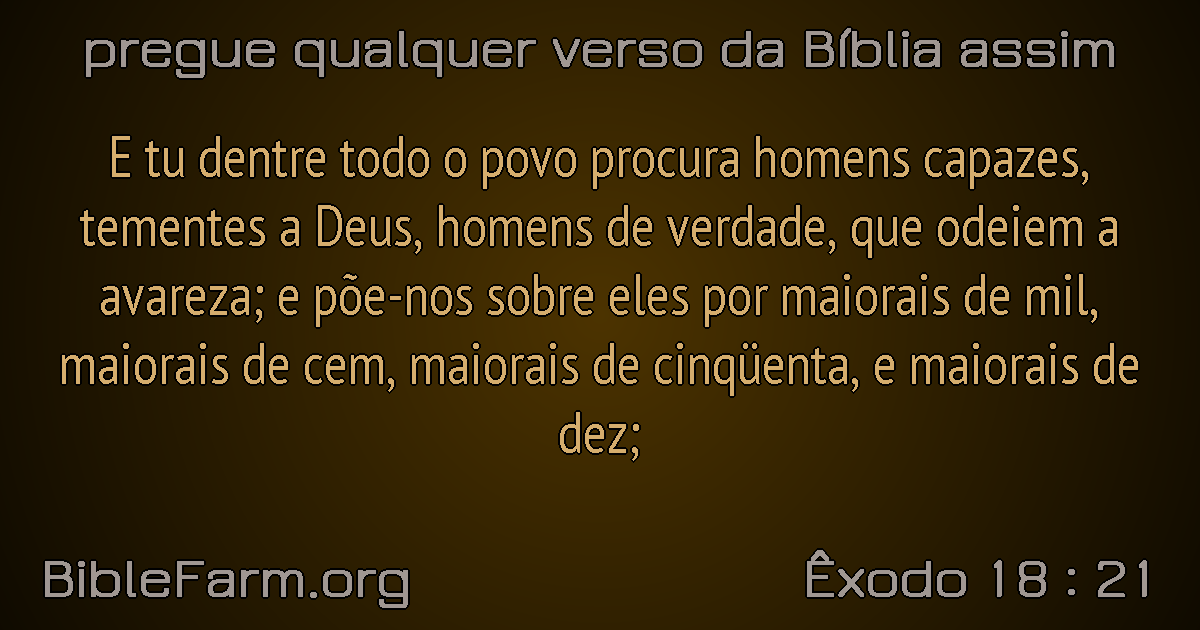 pregue qualquer verso da Bíblia assim
E tu dentre todo o povo procura homens capazes,
tementes a Deus, homens de verdade, que odeiem a
avareza; e põe-nos sobre eles por maiorais de mil,
maiorais de cem, maiorais de cinqüenta, e maiorais de
dez;
BibleFarm.org
Êxodo 18 : 21